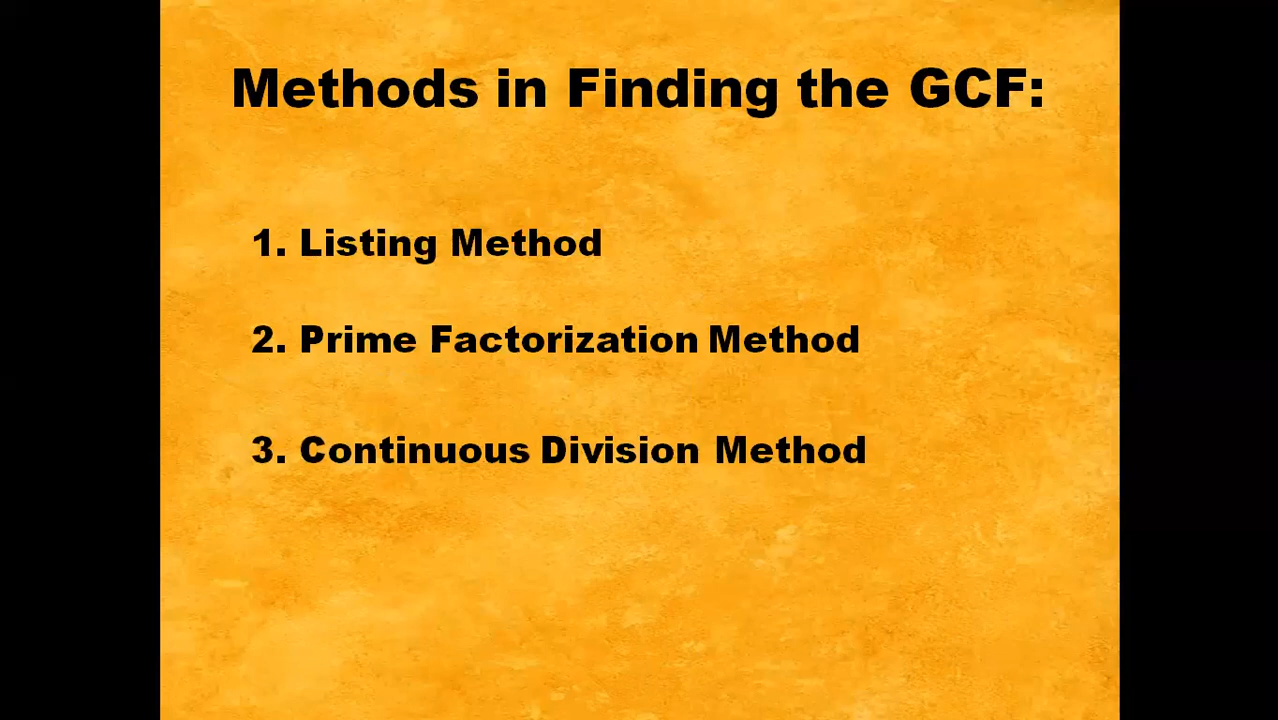 Methods in Finding the GCF:
1. Listing Method
2. Prime Factorization Method
3. Continuous Division Method